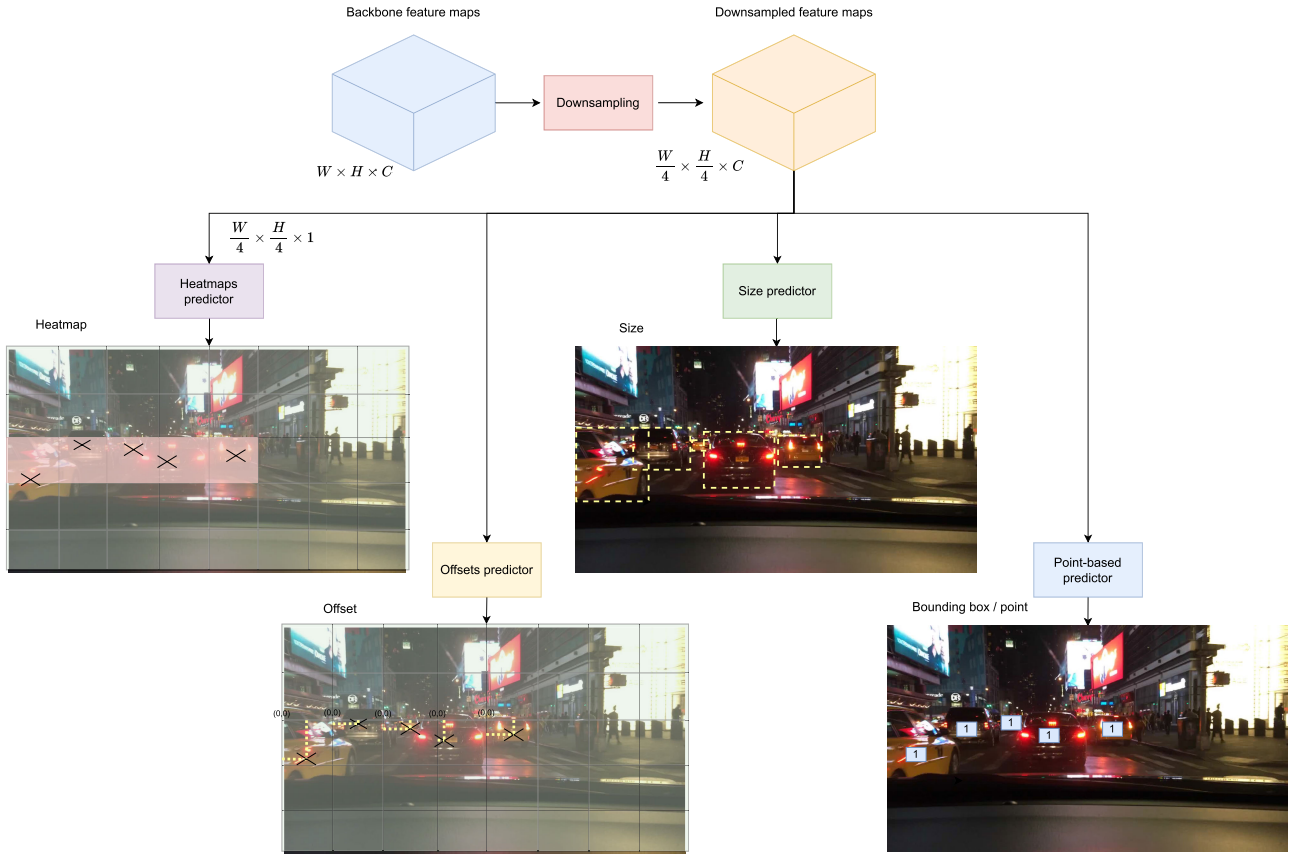 Backbone feature maps
Downsampled feature maps
Downsampling
W × H × C
W/4 × H/4 × C
W/4 × H/4 × 1
Heatmaps
predictor
Size predictor
Heatmap
Size
Offsets predictor
Point-based
predictor
Offset
Bounding box / point
(0,0)
(0,0)
(0,0)
(0,0)
(0,0)
1
1
1
1
1